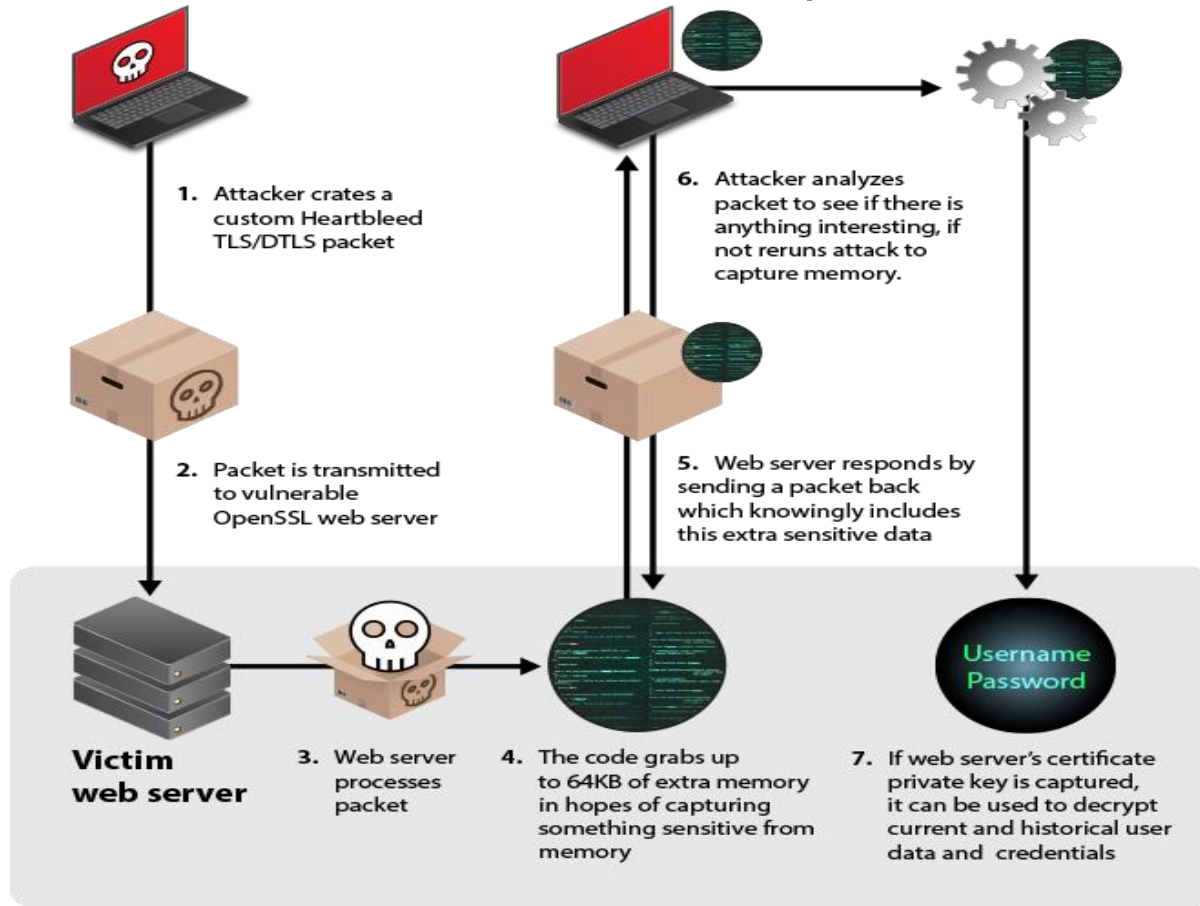 1. Attacker crates a
custom Heartbleed
TLS/DTLS packet
2. Packet is transmitted
to vulnerable
OpenSSL web server
Victim
web server
3. Web server
processes
packet
4. The code grabs up
to 64KB of extra memory
in hopes of capturing
something sensitive from
memory
5. Web server responds by
sending a packet back
which knowingly includes
this extra sensitive data
6. Attacker analyzes
packet to see if there is
anything interesting, if
not reruns attack to
capture memory.
Username
Password
7. If web server's certificate
private key is captured,
it can be used to decrypt
current and historical user
data and credentials